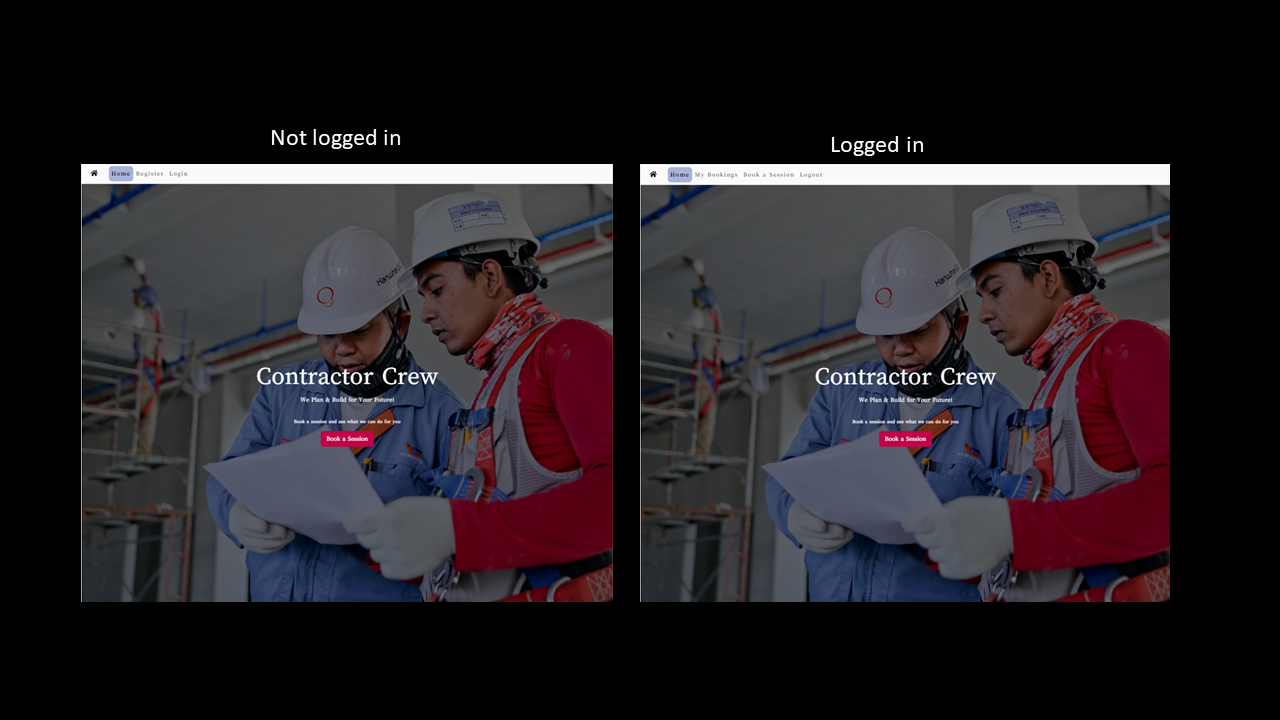 Not logged in
Home Register Login
Contractor Crew
We Plan & Build for Your Future!
Book a session and see what we can do for you
Book a Session
Logged in
Home My Bookings Book a Session Logout
Contractor Crew
We Plan & Build for Your Future!
Book a session and see what we can do for you
Book a Session